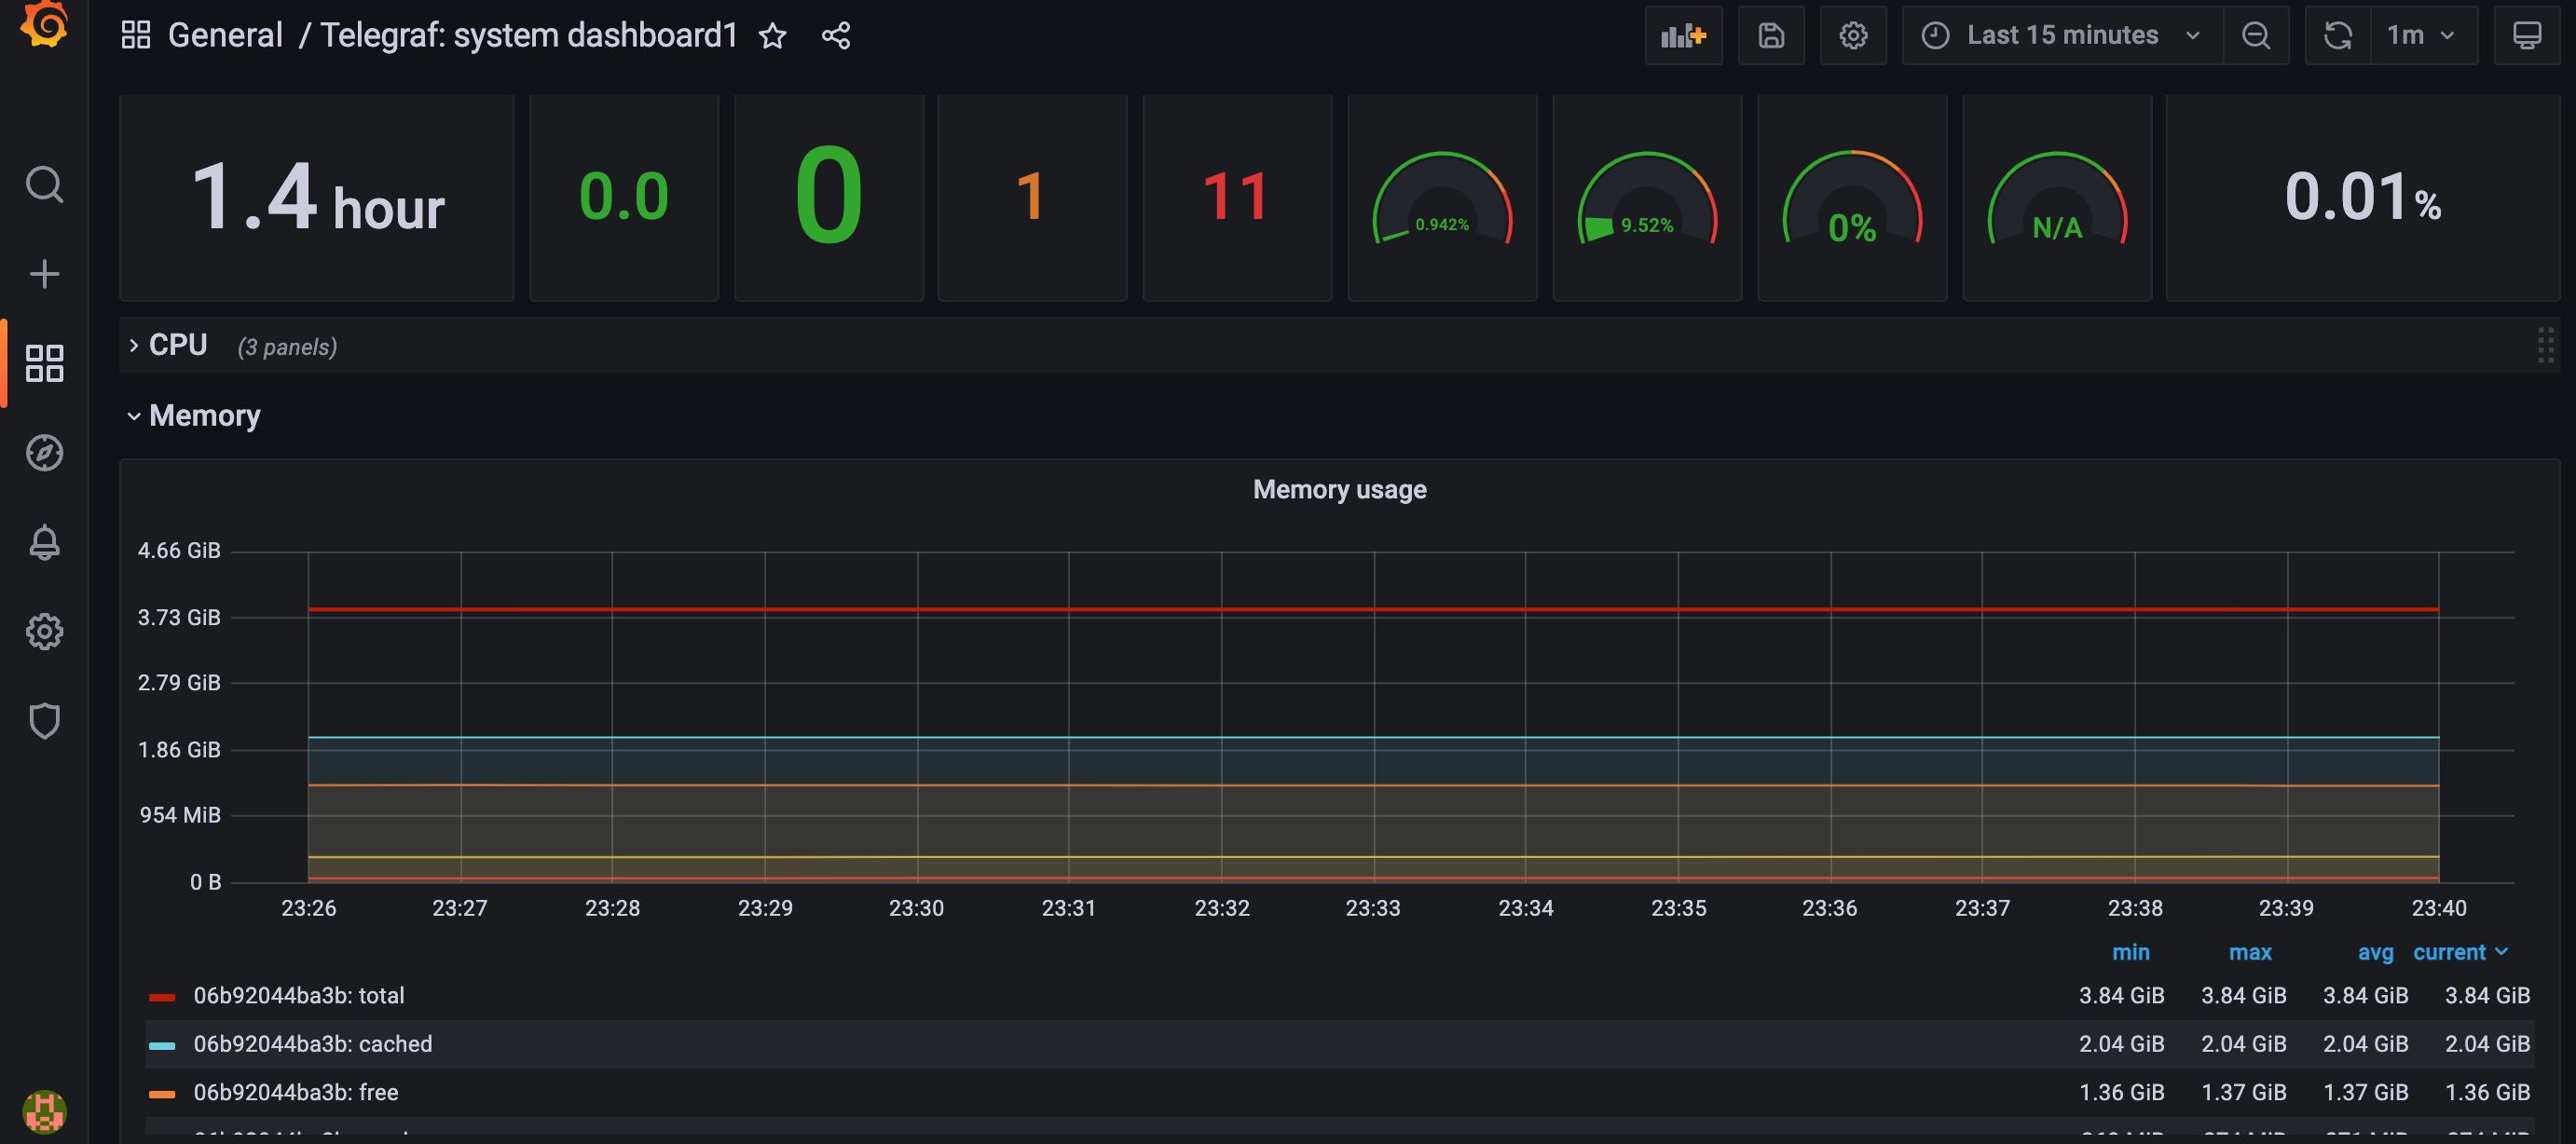 General / Telegraf: system dashboard1
Last 15 minutes
1m
1.4 hour
0.0
0
1
11
0.942%
9.52%
0%
N/A
0.01%
CPU (3 panels)
Memory
Memory usage
4.66 GiB
3.73 GiB
2.79 GiB
1.86 GiB
954 MiB
0 B
23:26 23:27 23:28 23:29 23:30 23:31 23:32 23:33 23:34 23:35 23:36 23:37 23:38 23:39 23:40
min max avg current
06b92044ba3b: total 3.84 GiB 3.84 GiB 3.84 GiB 3.84 GiB
06b92044ba3b: cached 2.04 GiB 2.04 GiB 2.04 GiB 2.04 GiB
06b92044ba3b: free 1.36 GiB 1.37 GiB 1.37 GiB 1.36 GiB